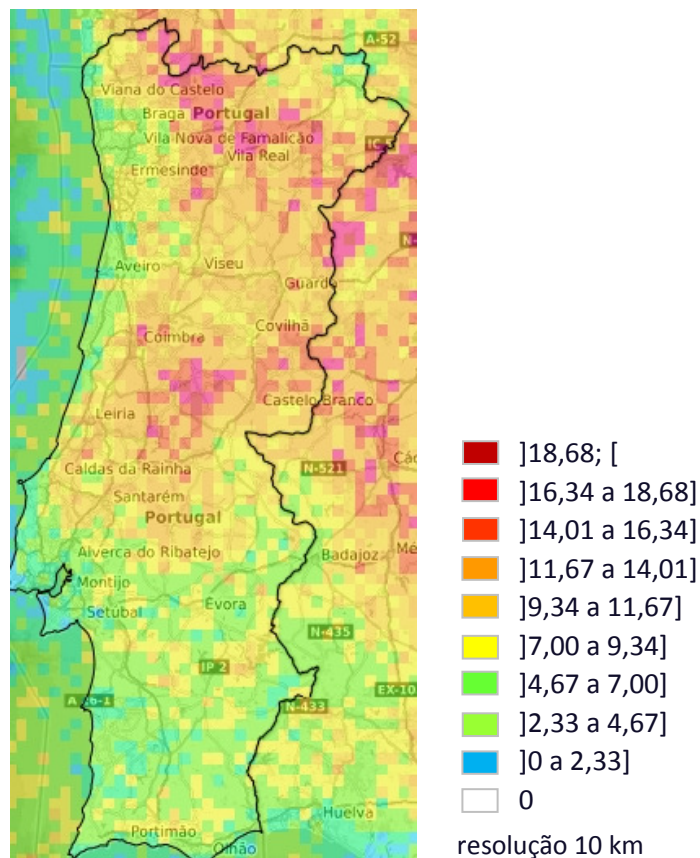 A-52
Viana do Castelo
Braga Portugal
Vila Nova de Famalicão
Vila Real
Ermesinde
Aveiro
Viseu
Guarda
Covilhã
Coimbra
Castelo Branco
Leiria
Caldas da Rainha
N-521
Các
Santarém
Portugal
Alverca do Ribatejo
Badajoz
Mé
Montijo
Setúbal
Évora
N-435
IP 2
EX-10
N-433
Huelva
Portimão
Olhão
]18,68; [
]16,34 a 18,68]
]14,01 a 16,34]
]11,67 a 14,01]
]9,34 a 11,67]
]7,00 a 9,34]
]4,67 a 7,00]
]2,33 a 4,67]
]0 a 2,33]
0
resolução 10 km